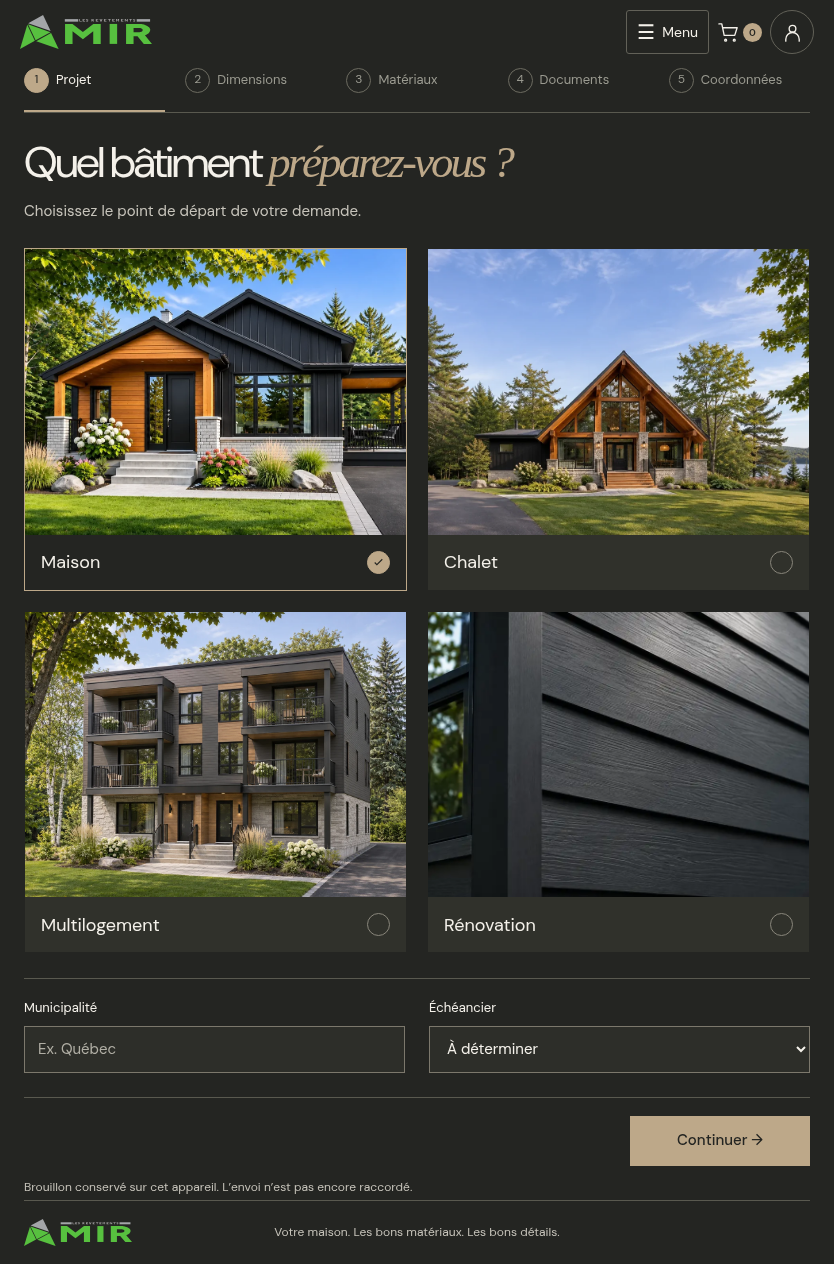 LES REVÊTEMENTS
MIR
Menu
0
1 Projet
2 Dimensions
3 Matériaux
4 Documents
5 Coordonnées
Quel bâtiment préparez-vous ?
Choisissez le point de départ de votre demande.
Maison
Chalet
Multilogement
Rénovation
Municipalité
Échéancier
Ex. Québec
À déterminer
Continuer →
Brouillon conservé sur cet appareil. L’envoi n’est pas encore raccordé.
LES REVÊTEMENTS
MIR
Votre maison. Les bons matériaux. Les bons détails.